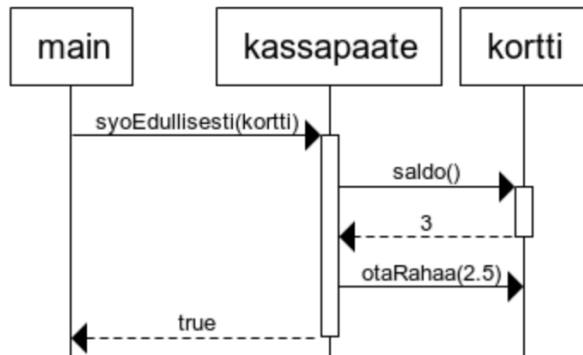 main
kassapaate
kortti
syoEdullisesti(kortti)
saldo()
3
otaRahaa(2.5)
true